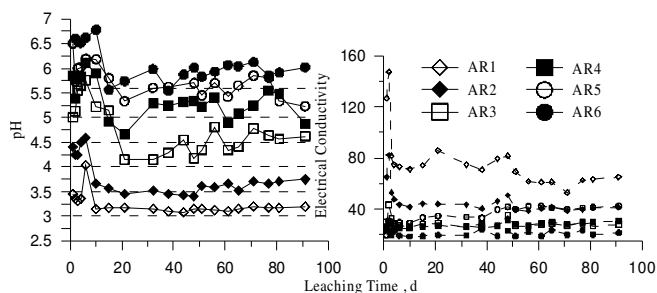 7
6.5
6
5.5
5
4.5
4
3.5
3
2.5
pH
0 20 40 60 80 100
160
120
80
40
Electrical Conductivity
AR1 AR4
AR2 AR5
AR3 AR6
0 20 40 60 80 100
Leaching Time , d